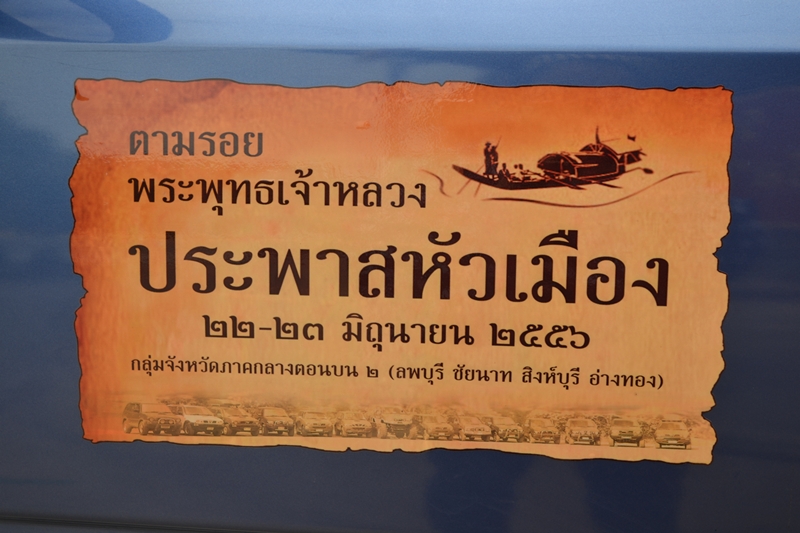 ตามรอย
พระพุทธเจ้าหลวง
ประพาสหัวเมือง
๒๒-๒๓ มิถุนายน ๒๕๕๖
กลุ่มจังหวัดภาคกลางตอนบน ๒ (ลพบุรี ชัยนาท สิงห์บุรี อ่างทอง)